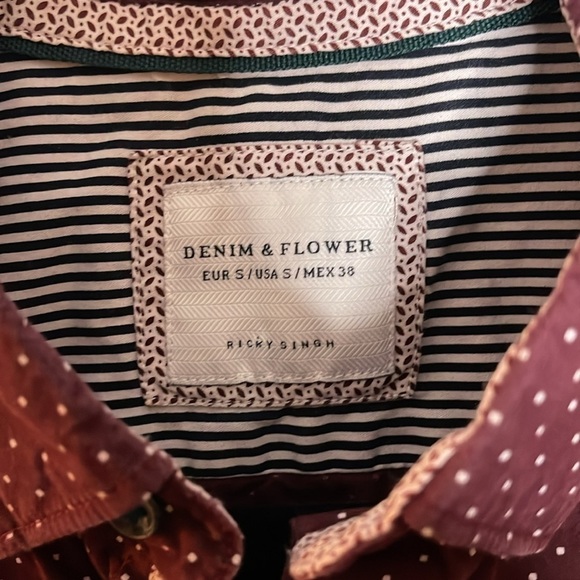 DENIM & FLOWER
EUR S/USA S/MEX 38
RICKY SINGH